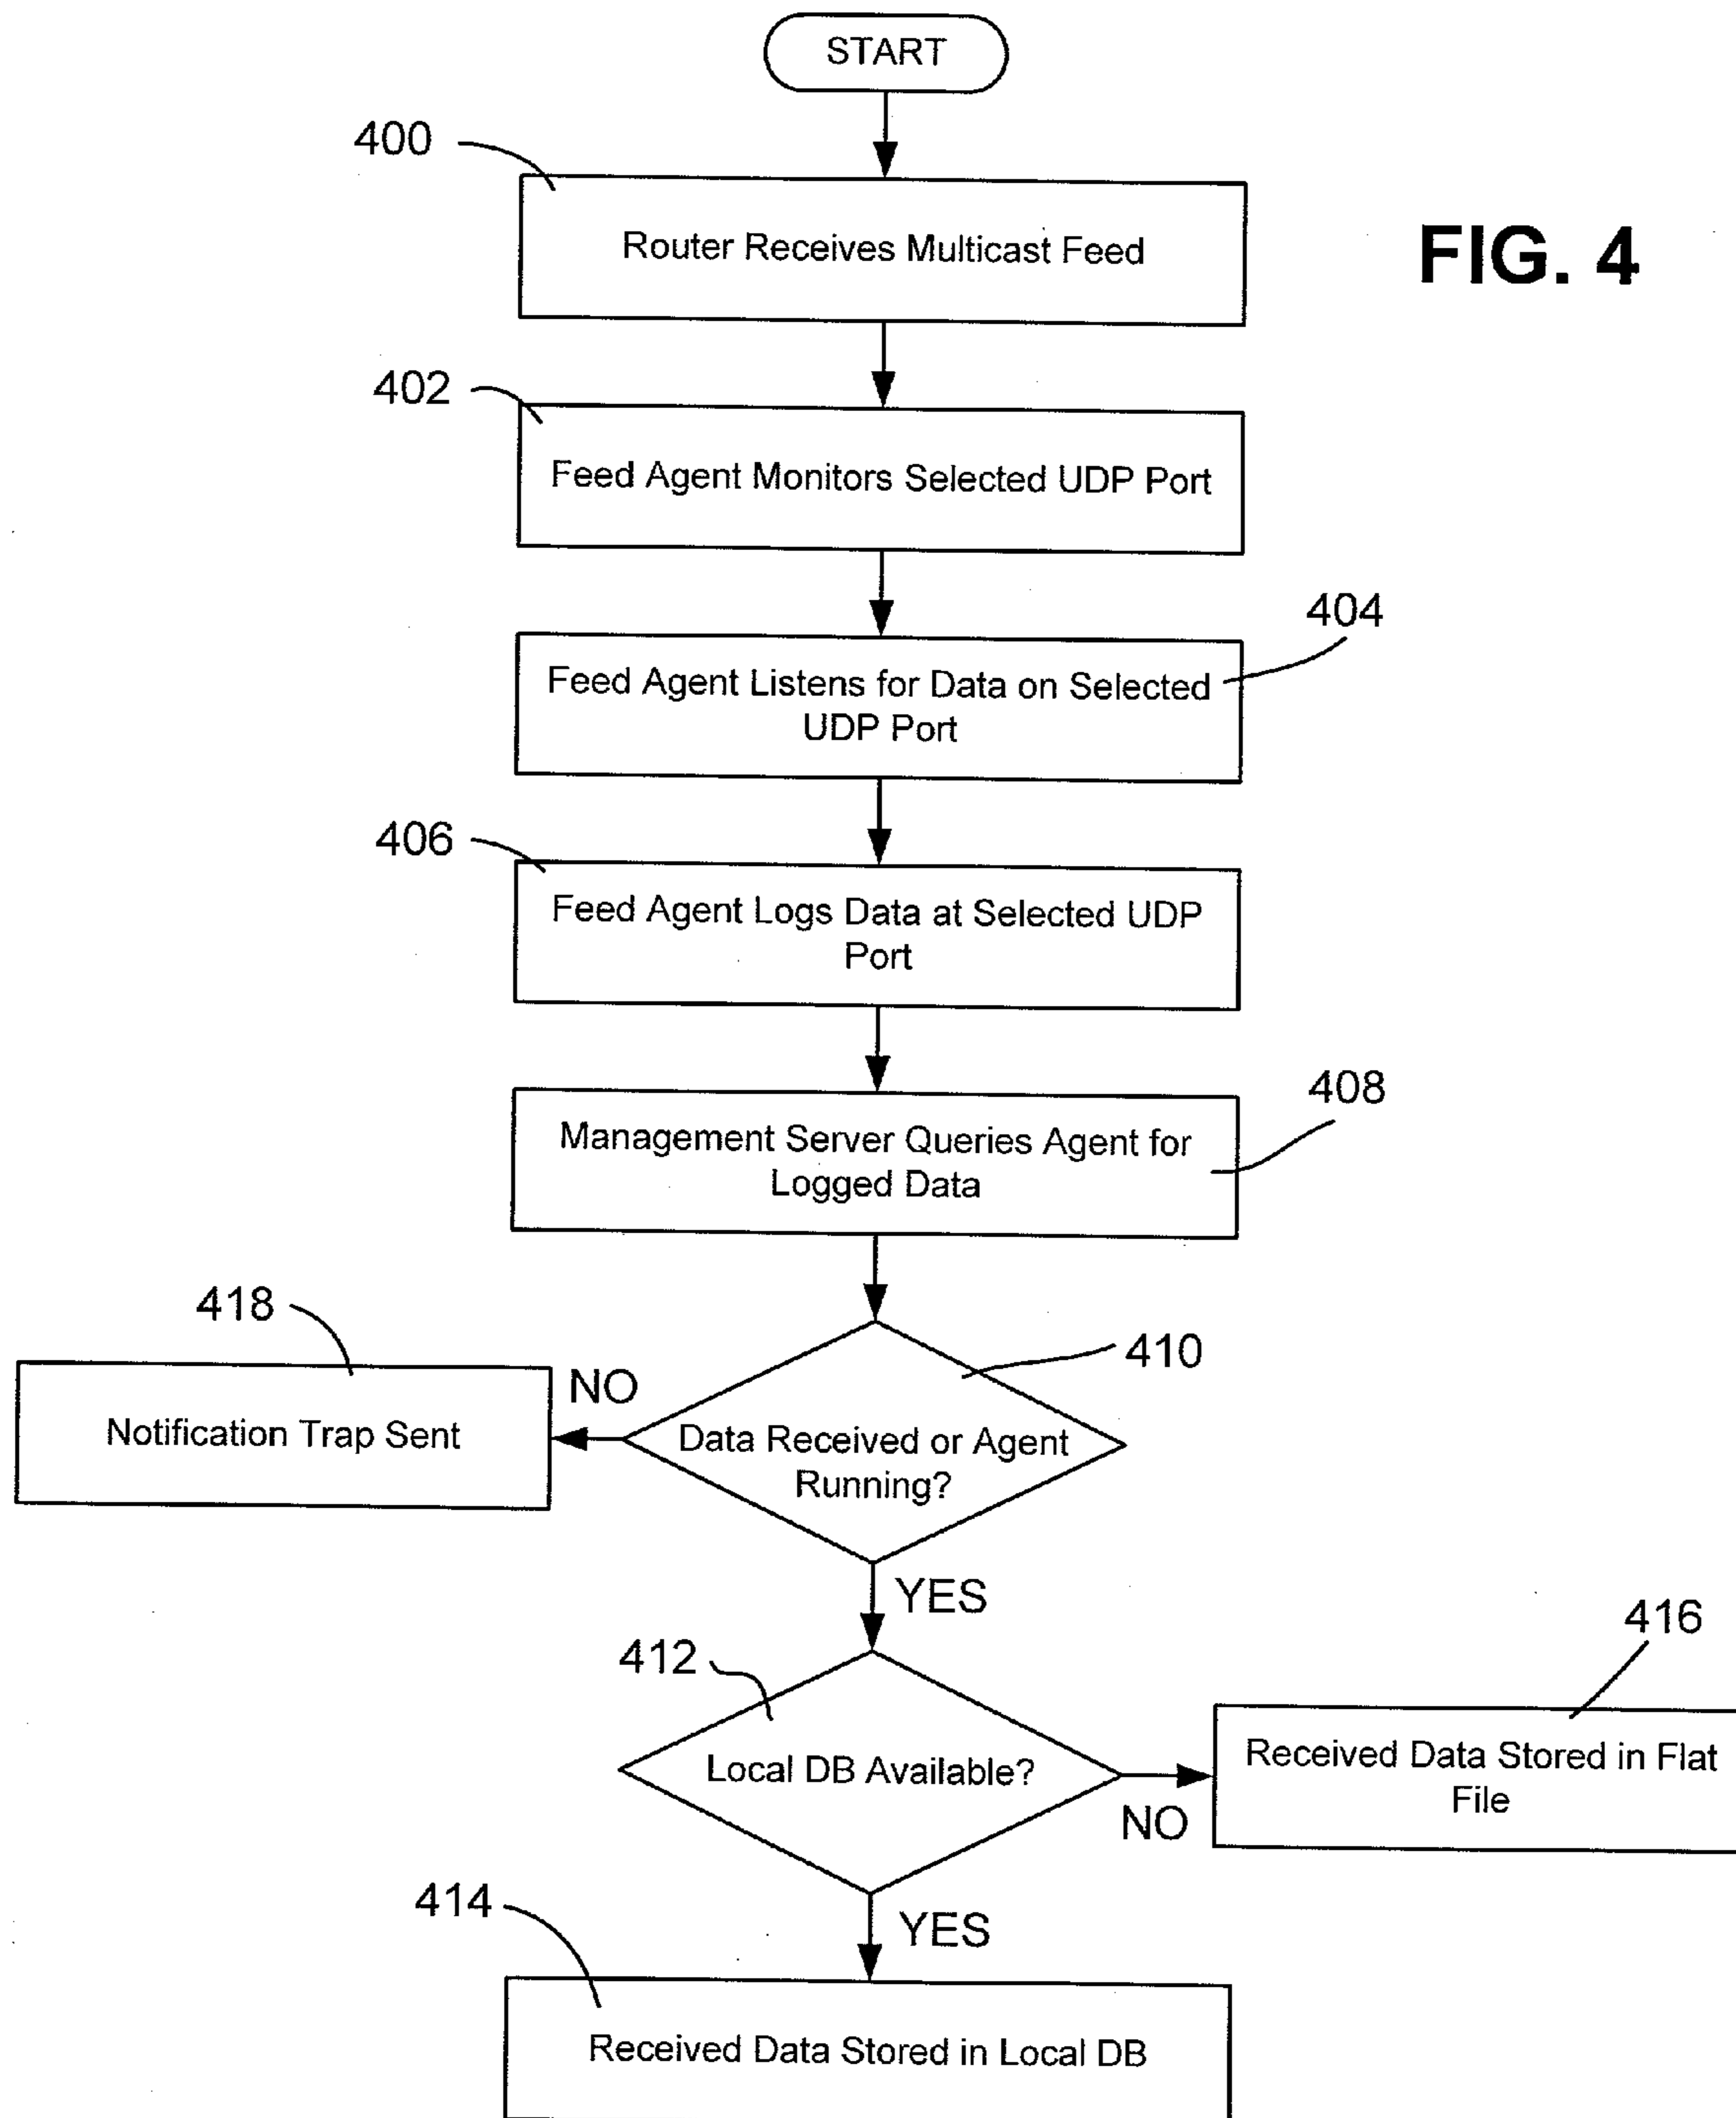 START
400
Router Receives Multicast Feed
FIG. 4
402
Feed Agent Monitors Selected UDP Port
404
Feed Agent Listens for Data on Selected
UDP Port
406
Feed Agent Logs Data at Selected UDP
Port
408
Management Server Queries Agent for
Logged Data
418
NO
410
Notification Trap Sent
Data Received or Agent
Running?
YES
416
412
Local DB Available?
Received Data Stored in Flat
File
NO
414
YES
Received Data Stored in Local DB